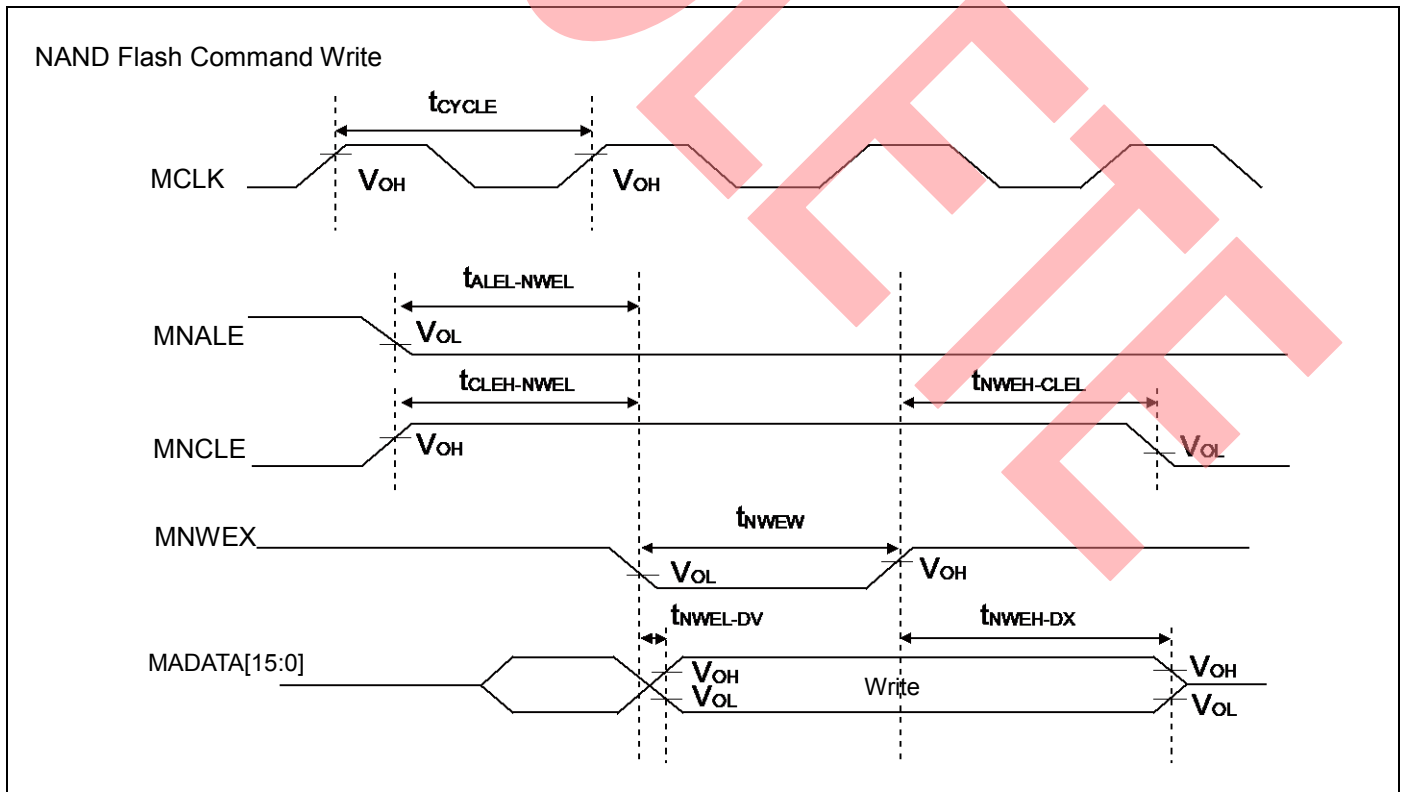 NAND Flash Command Write
tCYCLE
MCLK VOH VOH
tALEL-NWEL
MNALE VOL
tCLEH-NWEL tNWEH-CLEL
MNCLE VOH VOL
tNWEW
MNWEX VOL VOH
tNWEL-DV tNWEH-DX
MADATA[15:0] VOH Write VOH
VOL VOL